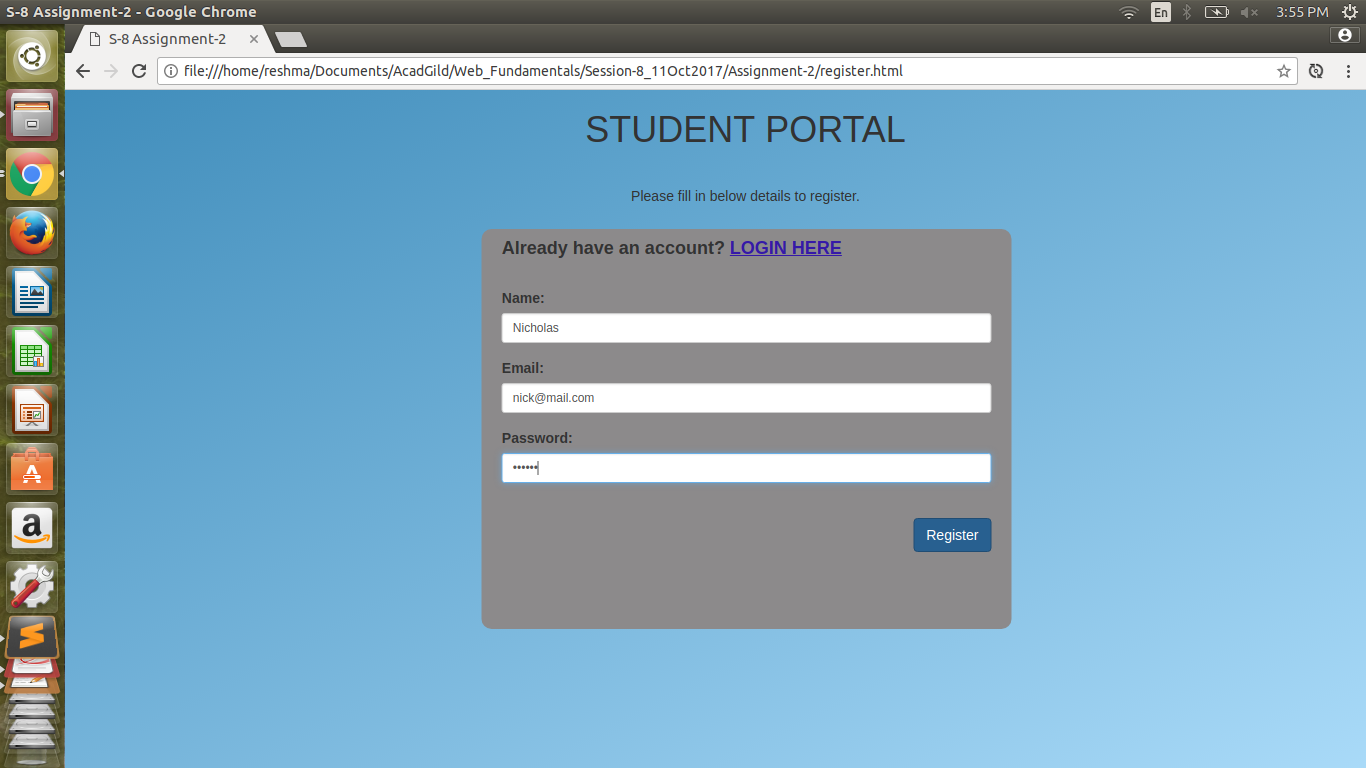 S-8 Assignment-2 - Google Chrome
En
3:55 PM
S-8 Assignment-2
file:///home/reshma/Documents/AcadGild/Web_Fundamentals/Session-8_11Oct2017/Assignment-2/register.html
STUDENT PORTAL
Please fill in below details to register.
Already have an account? LOGIN HERE
Name:
Nicholas
Email:
nick@mail.com
Password:
••••••
Register